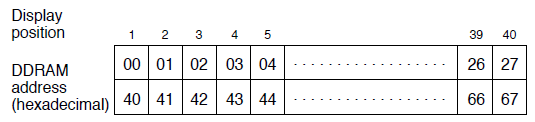 Display
position 1 2 3 4 5 39 40
DDRAM
address
(hexadecimal)
00 01 02 03 04 .................. 26 27
40 41 42 43 44 .................. 66 67